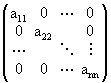 a₁₁ 0 ⋯ 0
0 a₂₂ 0
⋯ ⋱ ⋮
0 0 ⋯ aₙₙ